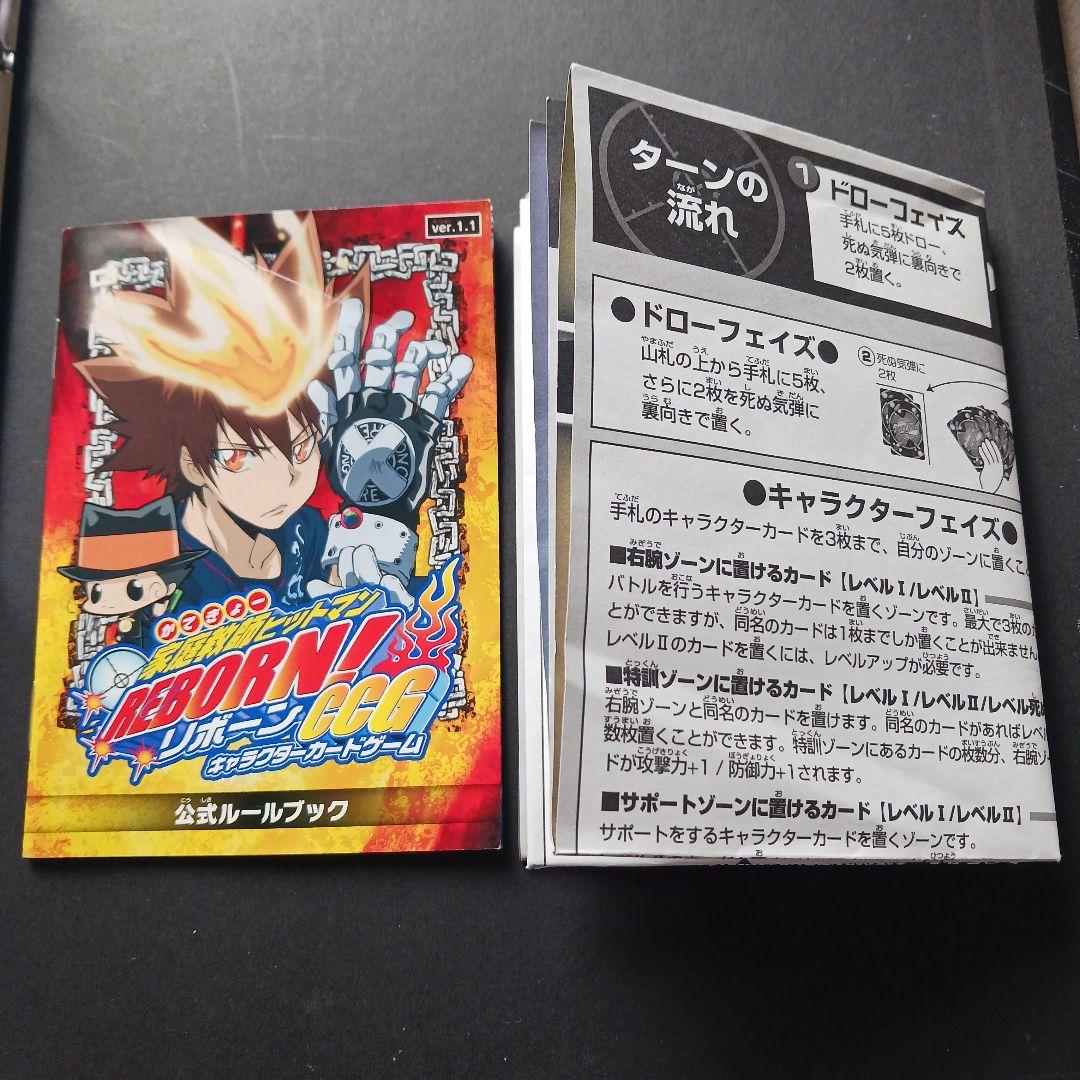 ver.1.1
かてきょー
家庭教師ヒットマン
REBORN!
リボーン CCG
キャラクターカードゲーム
公式ルールブック
ターンの
流れ
1 ドローフェイズ
手札に5枚ドロー、
死ぬ気弾に裏向きで
2枚置く。
●ドローフェイズ●
山札の上から手札に5枚、
さらに2枚を死ぬ気弾に
裏向きで置く。
②死ぬ気弾に
2枚
●キャラクターフェイズ●
手札のキャラクターカードを3枚まで、自分のゾーンに置くこ
■右腕ゾーンに置けるカード【レベルⅠ/レベルⅡ】
バトルを行うキャラクターカードを置くゾーンです。最大で3枚の
とができますが、同名のカードは1枚までしか置くことが出来ません
レベルⅡのカードを置くには、レベルアップが必要です。
■特訓ゾーンに置けるカード【レベルⅠ/レベルⅡ/レベル死
右腕ゾーンと同名のカードを置けます。同名のカードがあればレベ
数枚置くことができます。特訓ゾーンにあるカードの枚数分、右腕ゾー
ドが攻撃力+1/防御力+1されます。
■サポートゾーンに置けるカード【レベルⅠ/レベルⅡ】
サポートをするキャラクターカードを置くゾーンです。